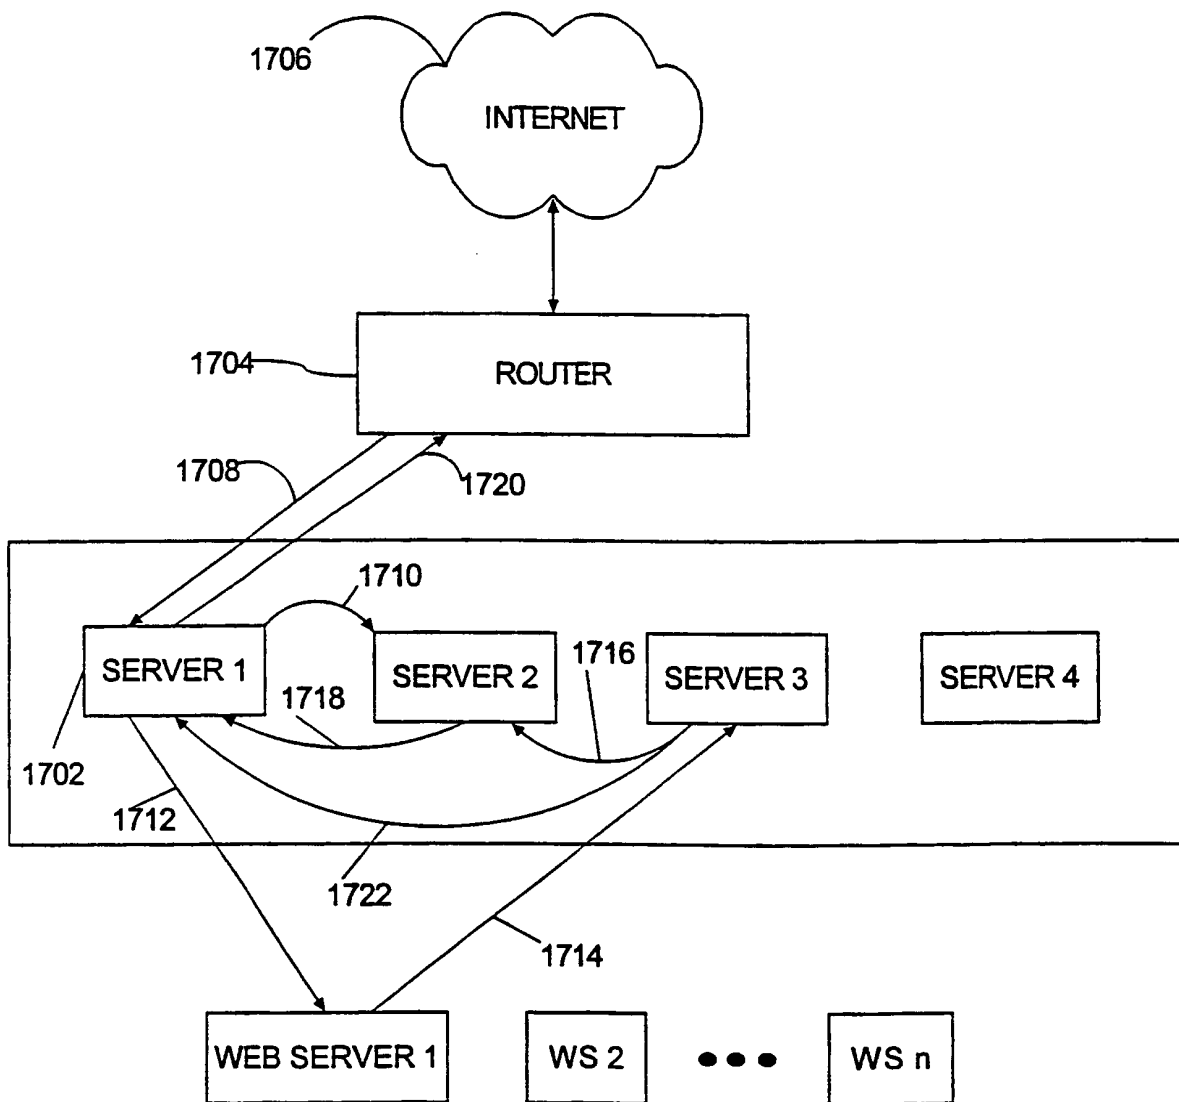 1706
INTERNET
1704
ROUTER
1708
1720
1710
SERVER 1
SERVER 2
1716
SERVER 3
SERVER 4
1718
1702
1712
1722
1714
WEB SERVER 1
WS 2
WS n